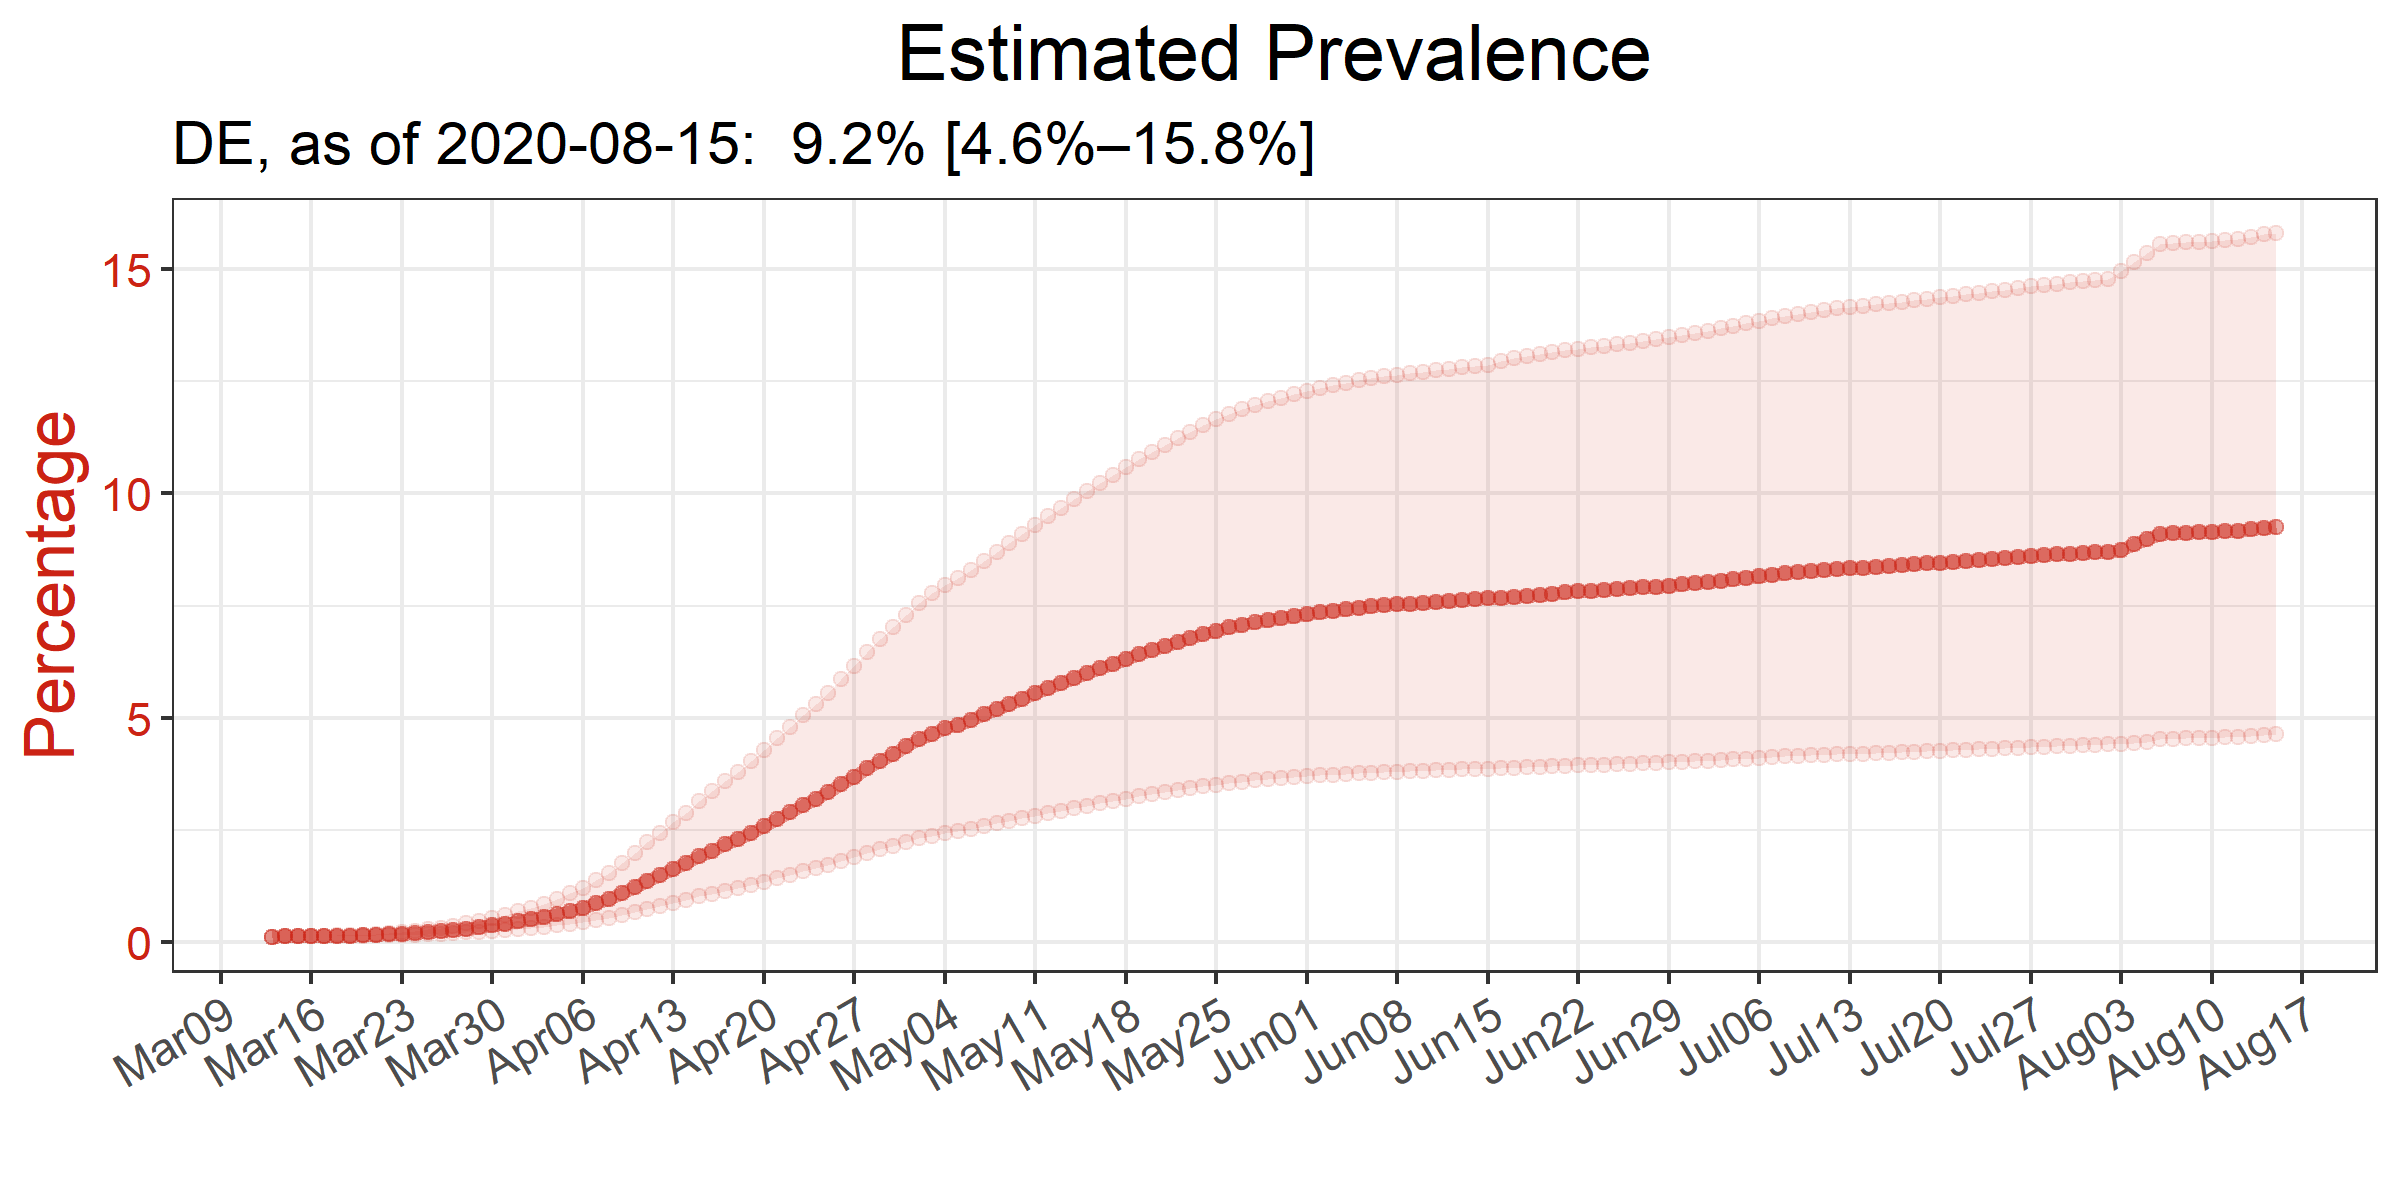 Estimated Prevalence
DE, as of 2020-08-15:  9.2% [4.6%–15.8%]
Percentage
15
10
5
0
Mar09
Mar16
Mar23
Mar30
Apr06
Apr13
Apr20
Apr27
May04
May11
May18
May25
Jun01
Jun08
Jun15
Jun22
Jun29
Jul06
Jul13
Jul20
Jul27
Aug03
Aug10
Aug17